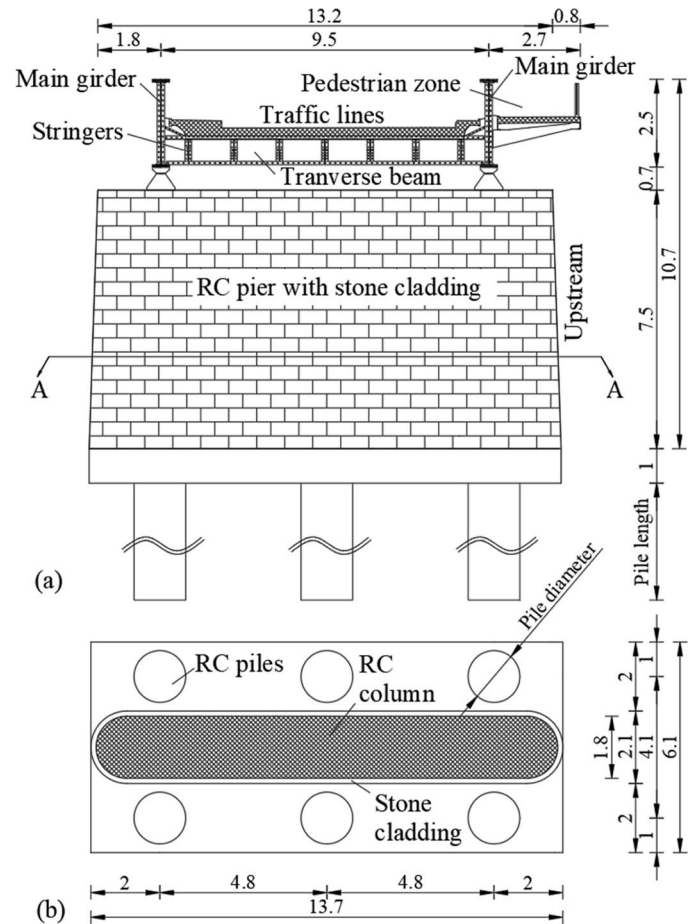 13.2
0.8
1.8
9.5
2.7
Main girder
Main girder
Pedestrian zone
Traffic lines
Stringers
Tranverse beam
2.5
0.7
RC pier with stone cladding
Upstream
7.5
10.7
A
A
1
Pile length
(a)
Pile diameter
RC piles
RC
column
Stone
cladding
2
1
1.8
2.1
4.1
6.1
2
1
2
4.8
4.8
2
(b)
13.7